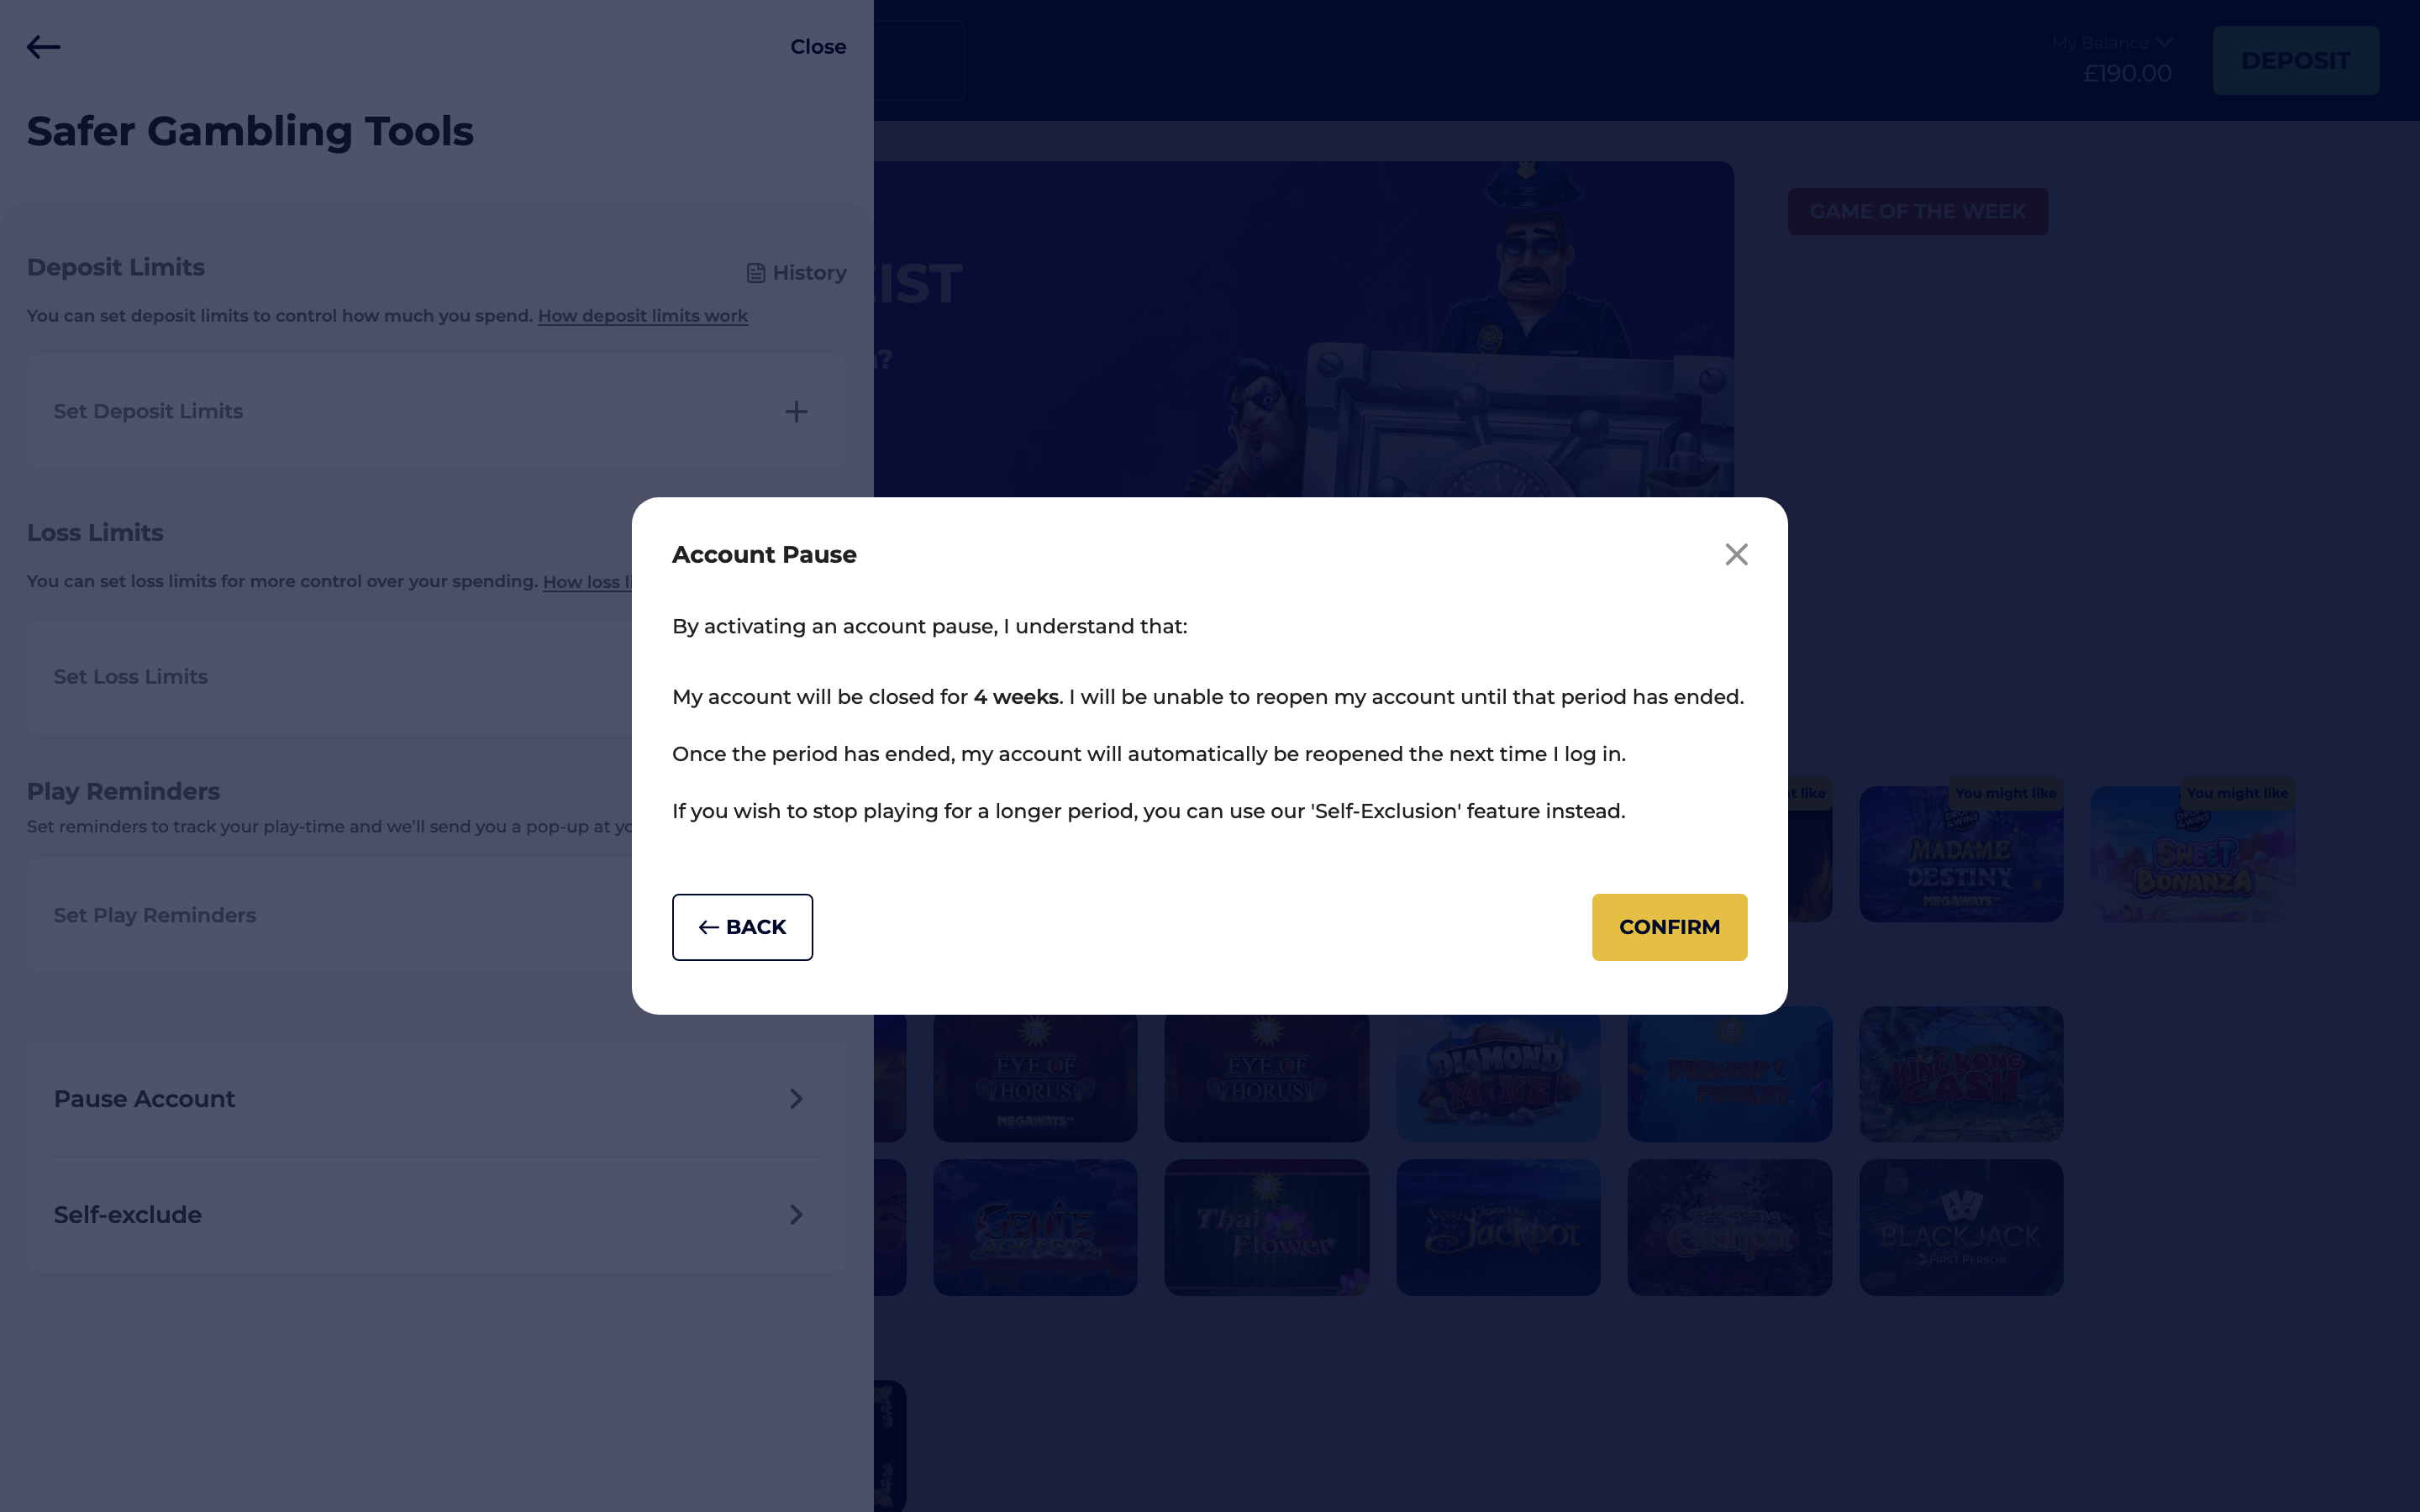 Close
Safer Gambling Tools
Deposit Limits
History
You can set deposit limits to control how much you spend. How deposit limits work
Set Deposit Limits
Loss Limits
You can set loss limits for more control over your spending. How loss li
Set Loss Limits
Play Reminders
Set reminders to track your play-time and we’ll send you a pop-up at yo
Set Play Reminders
Pause Account
Self-exclude
My Balance
£190.00
DEPOSIT
GAME OF THE WEEK
EIST
?
Account Pause
By activating an account pause, I understand that:
My account will be closed for 4 weeks. I will be unable to reopen my account until that period has ended.
Once the period has ended, my account will automatically be reopened the next time I log in.
If you wish to stop playing for a longer period, you can use our 'Self-Exclusion' feature instead.
BACK
CONFIRM
t like
You might like
You might like
MADAME
DESTINY
MEGAWAYS™
SWEET
BONANZA
EYE OF
HORUS
MEGAWAYS™
EYE OF
HORUS
DIAMOND
MINE
FISHIN'
FRENZY
KING KONG
CASH
GENIE
JACKPOTS
Thai
Flower
Wish Upon a
Jackpot
BLACKJACK
FIRST PERSON